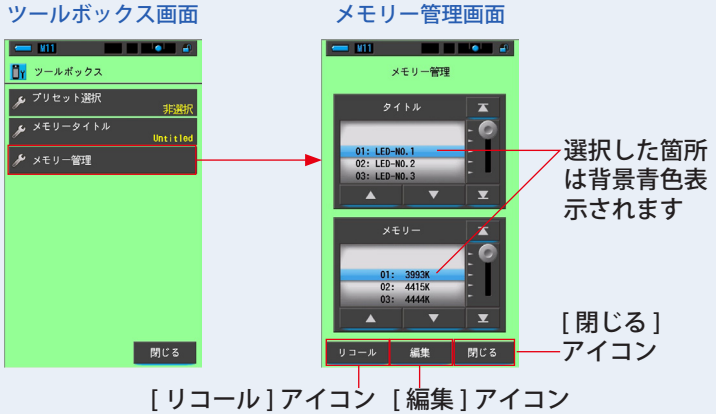 ツールボックス画面
メモリー管理画面
M11
ツールボックス
プリセット選択
非選択
メモリータイトル
Untitled
メモリー管理
閉じる
M11
メモリー管理
タイトル
01: LED-NO.1
02: LED-NO.2
03: LED-NO.3
メモリー
01: 3993K
02: 4415K
03: 4444K
リコール 編集 閉じる
選択した箇所
は背景青色表
示されます
[ 閉じる ]
アイコン
[ リコール ] アイコン [ 編集 ] アイコン